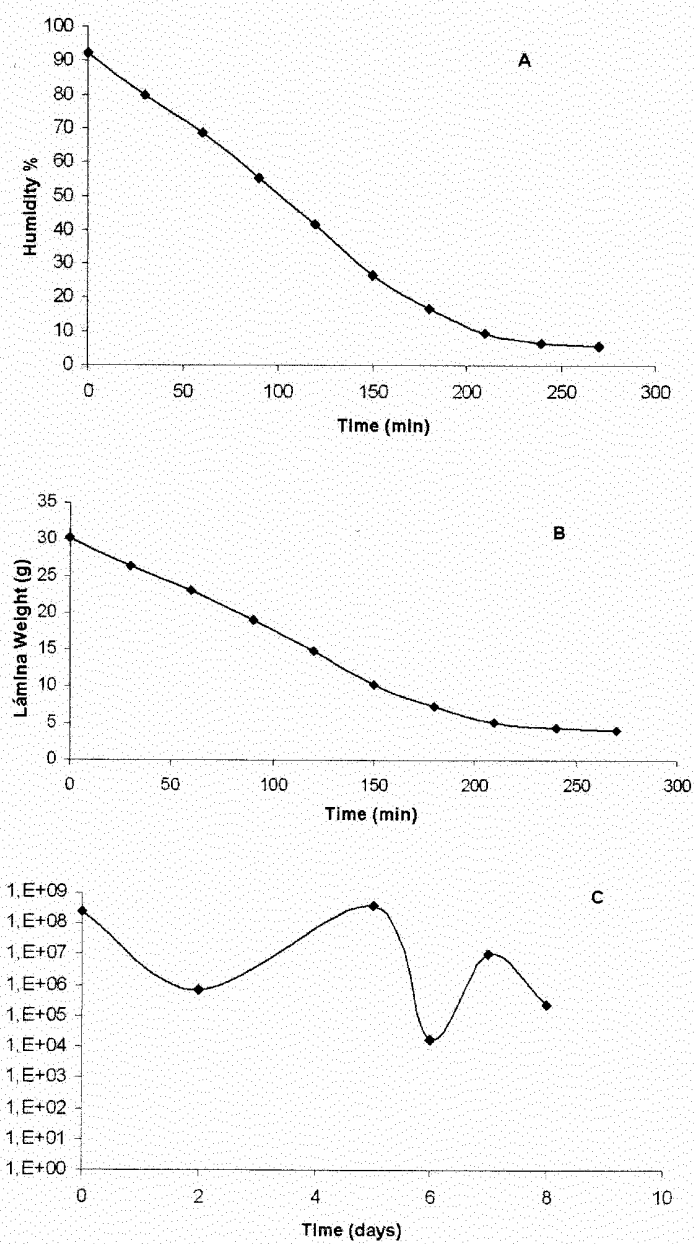 100
90
80
70
60
50
40
30
20
10
0
Humidity %
A
0 50 100 150 200 250 300
Time (min)
35
30
25
20
15
10
5
0
Lámina Weight (g)
B
0 50 100 150 200 250 300
Time (min)
1,E+09
1,E+08
1,E+07
1,E+06
1,E+05
1,E+04
1,E+03
1,E+02
1,E+01
1,E+00
C
0 2 4 6 8 10
Time (days)